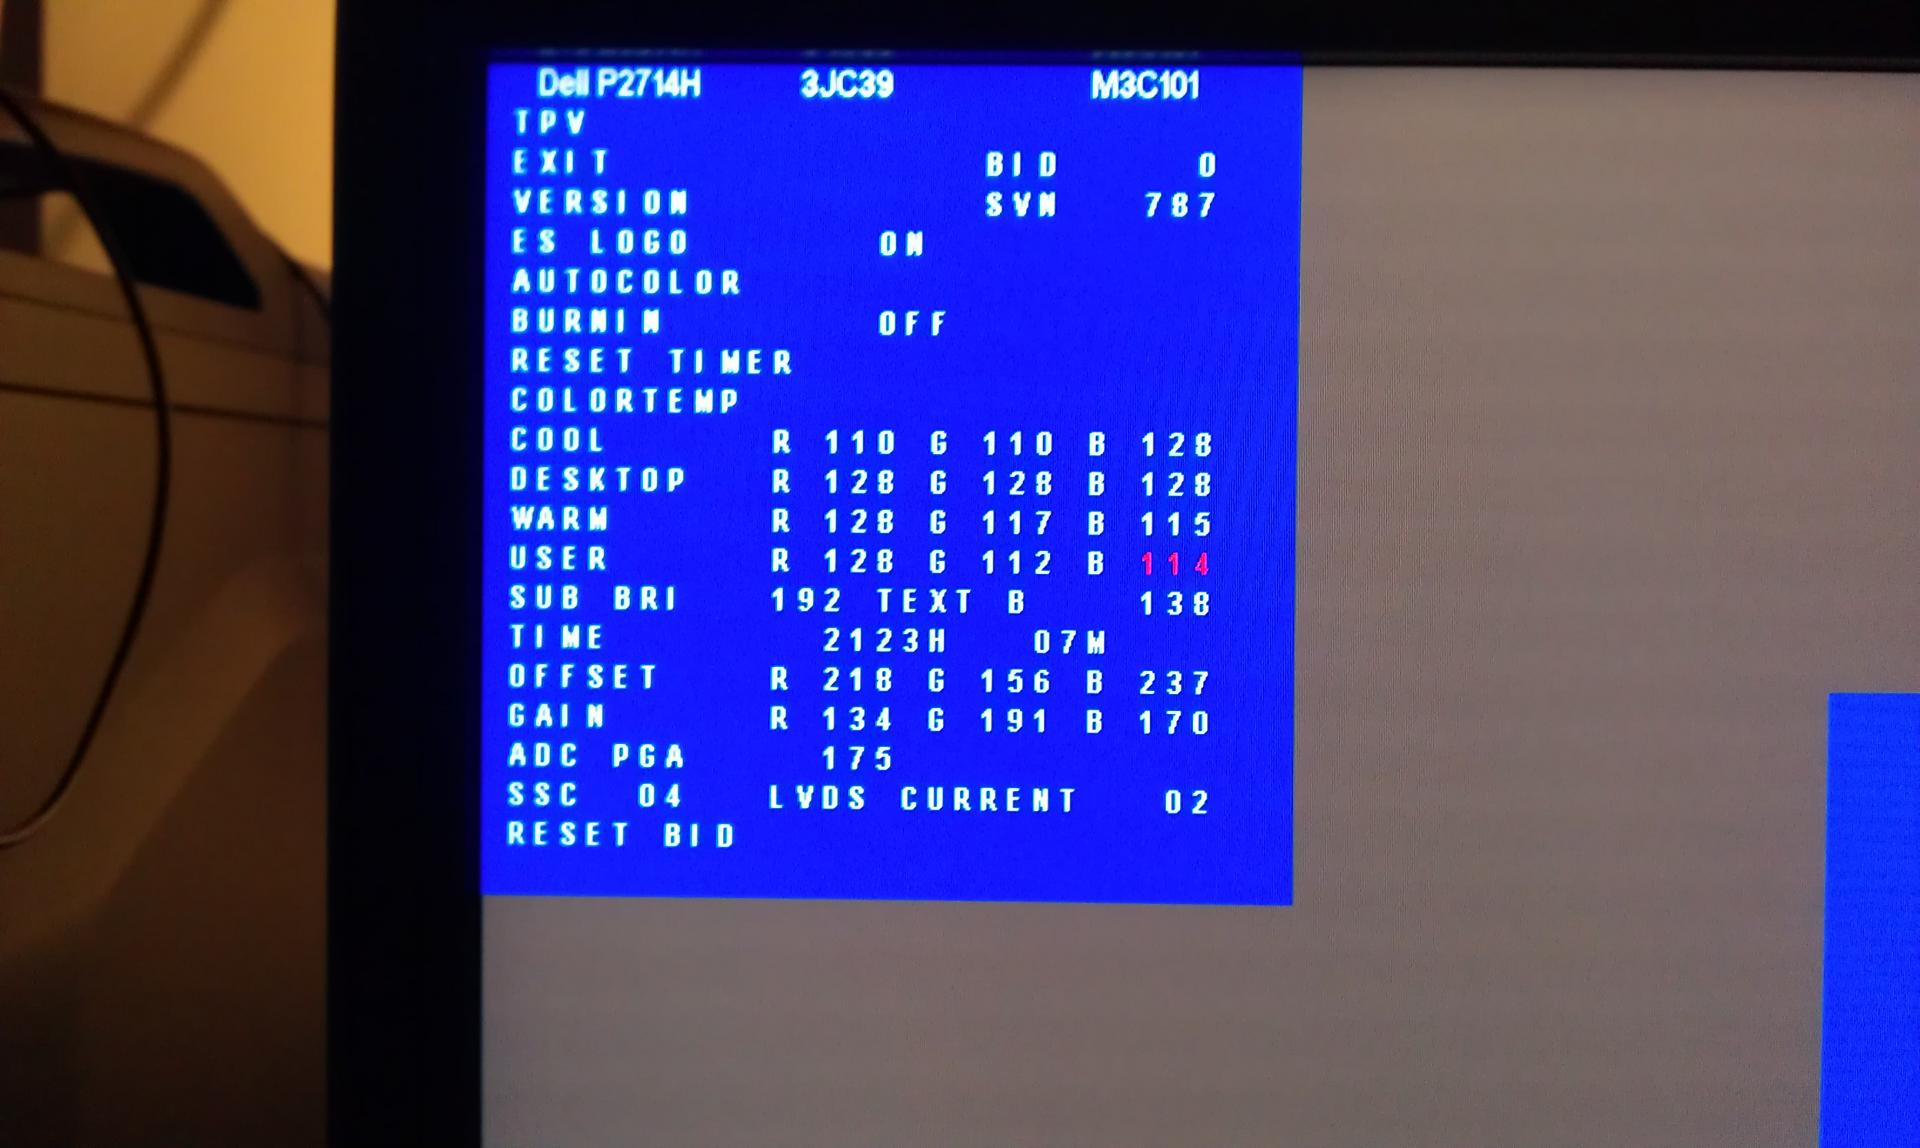 Dell P2714H 3JC39 M3C101
TPV
EXIT BID 0
VERSION SVN 787
ES LOGO ON
AUTOCOLOR
BURNIN OFF
RESET TIMER
COLORTEMP
COOL R 110 G 110 B 128
DESKTOP R 128 G 128 B 128
WARM R 128 G 117 B 115
USER R 128 G 112 B 114
SUB BRI 192 TEXT B 138
TIME 2123H 07M
OFFSET R 218 G 156 B 237
GAIN R 134 G 191 B 170
ADC PGA 175
SSC 04 LVDS CURRENT 02
RESET BID